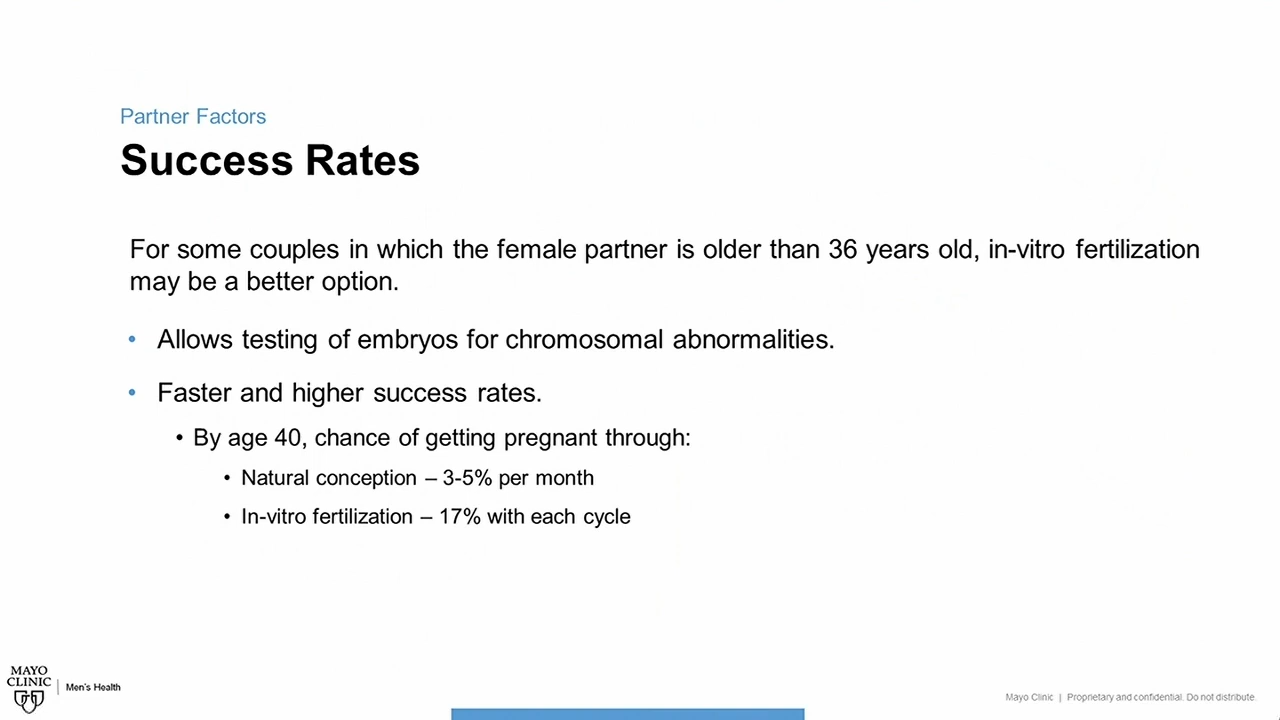 Partner Factors
Success Rates
For some couples in which the female partner is older than 36 years old, in-vitro fertilization
may be a better option.
• Allows testing of embryos for chromosomal abnormalities.
• Faster and higher success rates.
• By age 40, chance of getting pregnant through:
• Natural conception – 3-5% per month
• In-vitro fertilization – 17% with each cycle
MAYO
CLINIC
Men's Health
Mayo Clinic | Proprietary and confidential. Do not distribute.